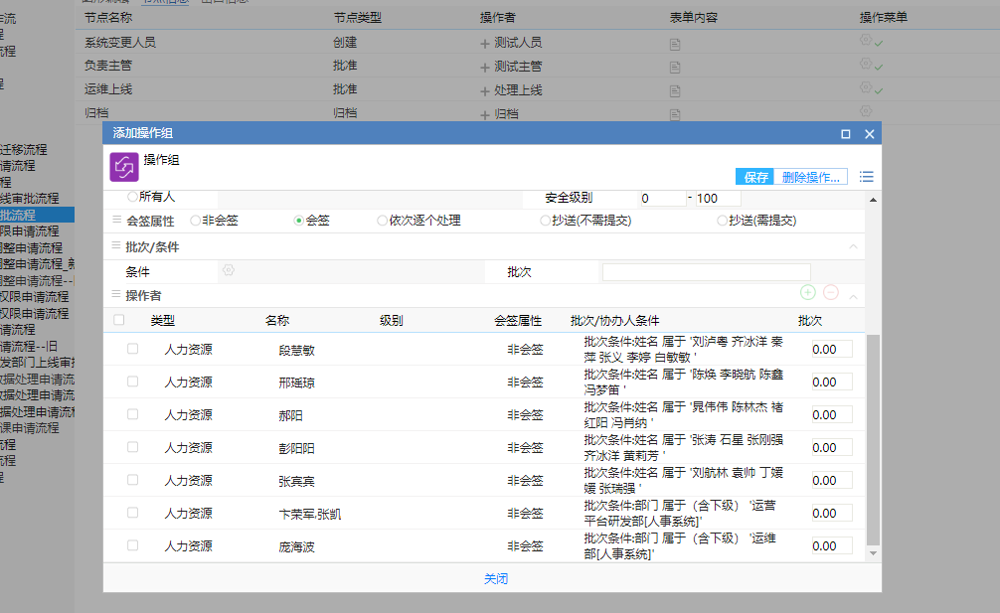 节点信息
节点名称 节点类型 操作者 表单内容 操作菜单
系统变更人员 创建 测试人员
负责主管 批准 测试主管
运维上线 批准 处理上线
归档 归档 归档
迁移流程
请流程
程
线审批流程
批流程
限申请流程
调整申请流程
调整申请流程_新
调整申请流程--旧
权限申请流程
权限申请流程
请流程
请流程--旧
发部门上线审批
数据处理申请流
数据处理申请流
据处理申请流程
课申请流程
流程
流程
程
添加操作组
操作组
保存 删除操作...
所有人 安全级别 0 - 100
会签属性 非会签 会签 依次逐个处理 抄送(不需提交) 抄送(需提交)
批次/条件
条件 批次
操作者
类型 名称 级别 会签属性 批次/协办人条件 批次
人力资源 段慧敏 非会签 批次条件:姓名 属于 '刘泸粤 齐冰洋 秦
萍 张义 李婷 白敏敏 ' 0.00
人力资源 邢瑶琼 非会签 批次条件:姓名 属于 '陈焕 李晓航 陈鑫
冯梦笛 ' 0.00
人力资源 郝阳 非会签 批次条件:姓名 属于 '晁伟伟 陈林杰 褚
红阳 冯肖纳 ' 0.00
人力资源 彭阳阳 非会签 批次条件:姓名 属于 '张涛 石星 张刚强
齐冰洋 黄莉芳 ' 0.00
人力资源 张宾宾 非会签 批次条件:姓名 属于 '刘航林 袁帅 丁媛
媛 张瑞强 ' 0.00
人力资源 卞荣军,张凯 非会签 批次条件:部门 属于（含下级） '运营
平台研发部[人事系统]' 0.00
人力资源 庞海波 非会签 批次条件:部门 属于（含下级） '运维
部[人事系统]' 0.00
关闭